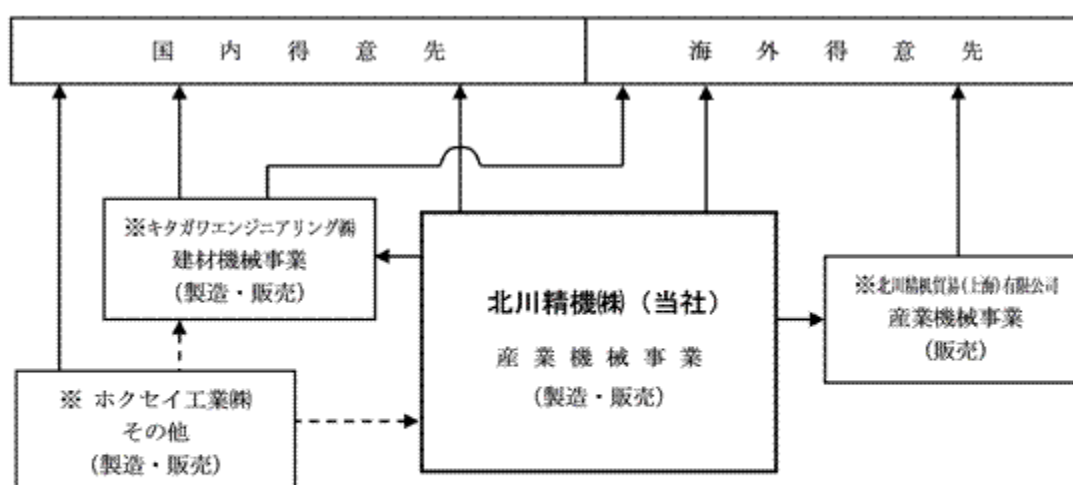 国内得意先
海外得意先
※キタガワエンジニアリング㈱
建材機械事業
(製造・販売)
北川精機㈱（当社）
産業機械事業
(製造・販売)
※北川精机貿易(上海)有限公司
産業機械事業
(販売)
※ ホクセイ工業㈱
その他
(製造・販売)